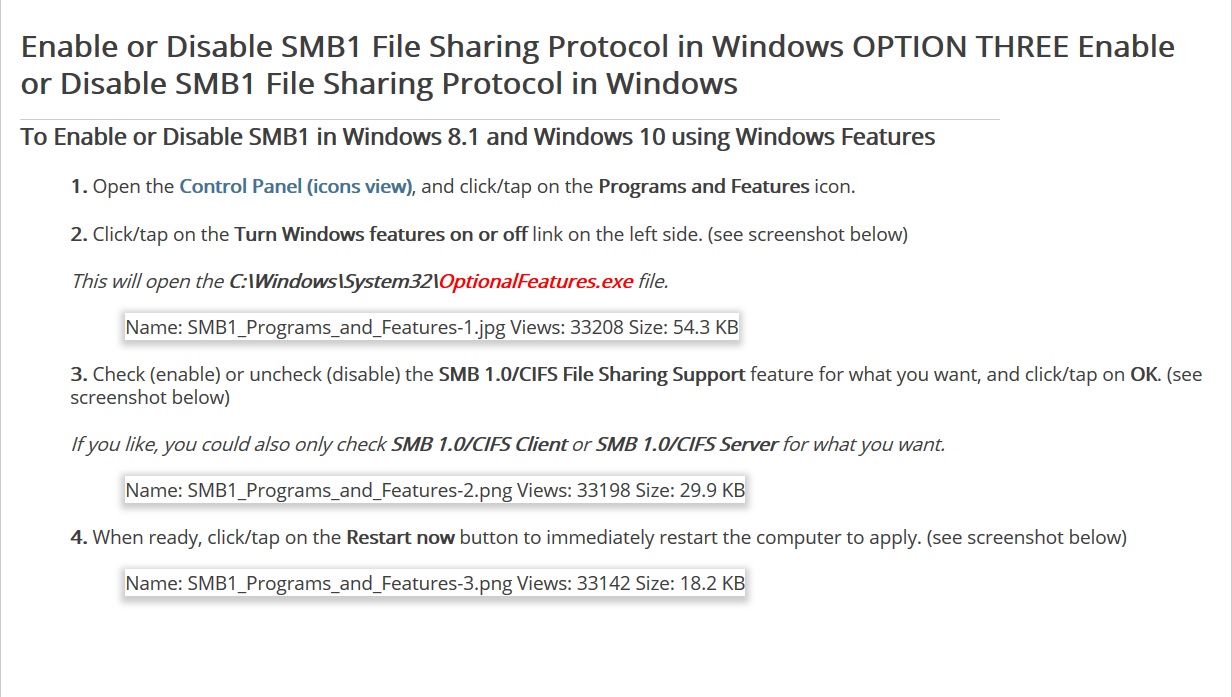 Enable or Disable SMB1 File Sharing Protocol in Windows OPTION THREE Enable
or Disable SMB1 File Sharing Protocol in Windows
To Enable or Disable SMB1 in Windows 8.1 and Windows 10 using Windows Features
1. Open the Control Panel (icons view), and click/tap on the Programs and Features icon.
2. Click/tap on the Turn Windows features on or off link on the left side. (see screenshot below)
This will open the C:\Windows\System32\OptionalFeatures.exe file.
Name: SMB1_Programs_and_Features-1.jpg Views: 33208 Size: 54.3 KB
3. Check (enable) or uncheck (disable) the SMB 1.0/CIFS File Sharing Support feature for what you want, and click/tap on OK. (see
screenshot below)
If you like, you could also only check SMB 1.0/CIFS Client or SMB 1.0/CIFS Server for what you want.
Name: SMB1_Programs_and_Features-2.png Views: 33198 Size: 29.9 KB
4. When ready, click/tap on the Restart now button to immediately restart the computer to apply. (see screenshot below)
Name: SMB1_Programs_and_Features-3.png Views: 33142 Size: 18.2 KB